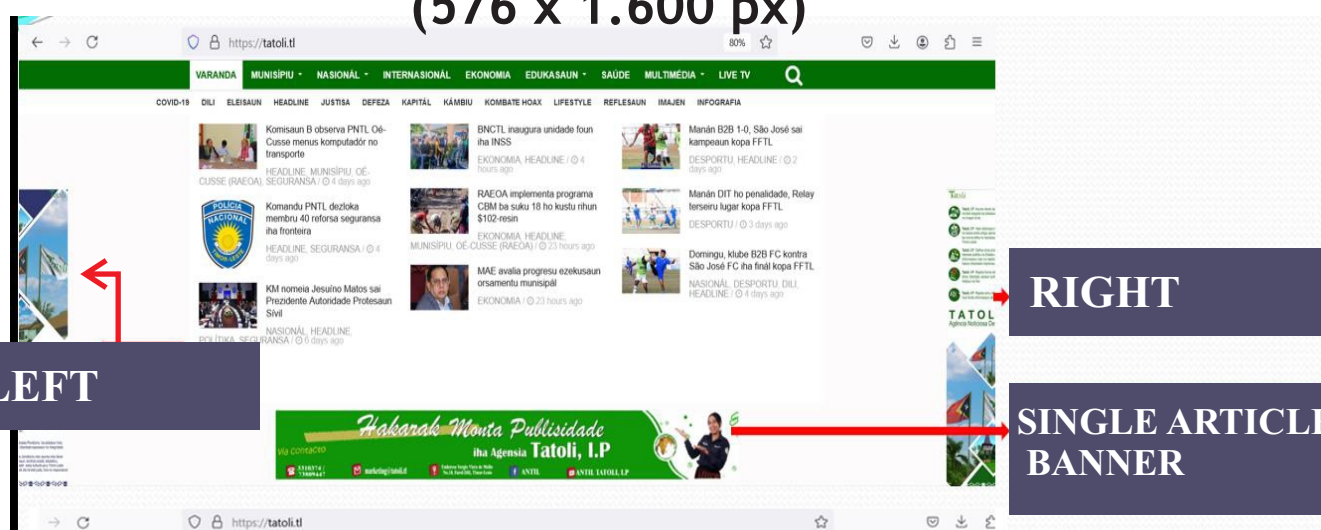 (576 x 1.600 px)
https://tatoli.tl
80%
VARANDA MUNISÍPIU NASIONÁL INTERNASIONÁL EKONOMIA EDUKASAUN SAÚDE MULTIMÉDIA LIVE TV
COVID-19 DILI ELEISAUN HEADLINE JUSTISA DEFEZA KAPITÁL KÁMBIU KOMBATE HOAX LIFESTYLE REFLESAUN IMAJEN INFOGRAFIA
Komisaun B observa PNTL Oé-
Cusse menus komputadór no
transporte
HEADLINE, MUNISÍPIU, OÉ-
CUSSE (RAEOA), SEGURANSA / 4 days ago
Komandu PNTL dezloka
membru 40 reforsa seguransa
iha fronteira
HEADLINE, SEGURANSA / 4
days ago
KM nomeia Jesuíno Matos sai
Prezidente Autoridade Protesaun
Sívil
NASIONÁL, HEADLINE,
POLÍTIKA, SEGURANSA / 6 days ago
BNCTL inaugura unidade foun
iha INSS
EKONOMIA, HEADLINE / 4
hours ago
RAEOA implementa programa
CBM ba suku 18 ho kustu rihun
$102-resin
EKONOMIA, HEADLINE,
MUNISÍPIU, OÉ-CUSSE (RAEOA) / 23 hours ago
MAE avalia progresu ezekusaun
orsamentu munisipál
EKONOMIA / 23 hours ago
Manán B2B 1-0, São José sai
kampeaun kopa FFTL
DESPORTU, HEADLINE / 2
days ago
Manán DIT ho penalidade, Relay
terseiru lugar kopa FFTL
DESPORTU / 3 days ago
Domingu, klube B2B FC kontra
São José FC iha finál kopa FFTL
NASIONÁL, DESPORTU, DILI,
HEADLINE / 4 days ago
POLICIA
NACIONAL
TIMOR-LESTE
Tatoli
TATOL
RIGHT
LEFT
SINGLE ARTICLE
BANNER
Hakarak Monta Publisidade
iha Agensia Tatoli, I.P
Via contacto
3310374 /
marketing@tatoli.tl
ANTIL
ANTIL TATOLI, I.P
https://tatoli.tl